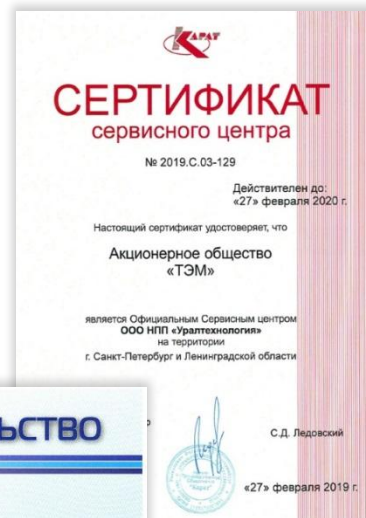 КАРАТ
СЕРТИФИКАТ
сервисного центра
№ 2019.С.03-129
Действителен до:
«27» февраля 2020 г.
Настоящий сертификат удостоверяет, что
Акционерное общество
«ТЭМ»
является Официальным Сервисным центром
ООО НПП «Уралтехнология»
на территории
г. Санкт-Петербург и Ленинградской области
С.Д. Ледовский
«27» февраля 2019 г.
ЬСТВО